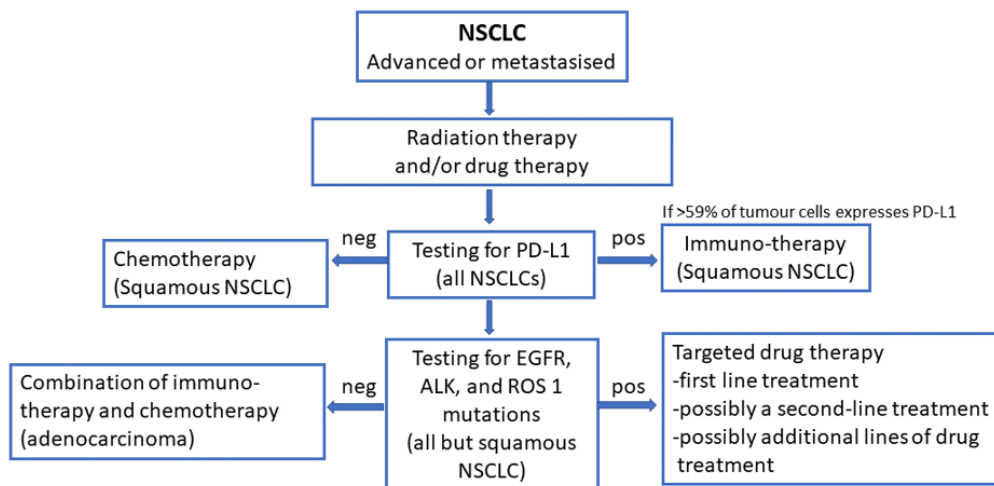 NSCLC
Advanced or metastasised
Radiation therapy
and/or drug therapy
If >59% of tumour cells expresses PD-L1
neg
pos
Chemotherapy
(Squamous NSCLC)
Testing for PD-L1
(all NSCLCs)
Immuno-therapy
(Squamous NSCLC)
Combination of immuno-
therapy and chemotherapy
(adenocarcinoma)
neg
Testing for EGFR,
ALK, and ROS 1
mutations
(all but squamous
NSCLC)
pos
Targeted drug therapy
-first line treatment
-possibly a second-line treatment
-possibly additional lines of drug
treatment